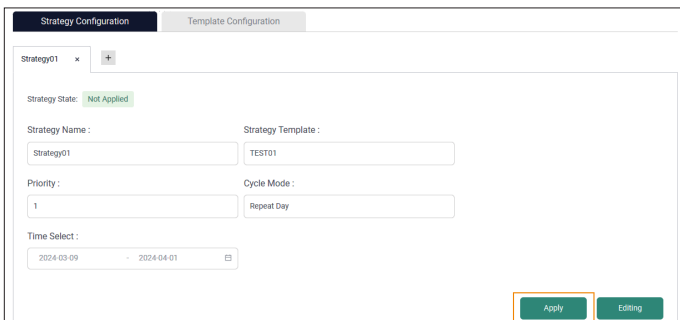 Strategy Configuration Template Configuration
Strategy01 × +
Strategy State: Not Applied
Strategy Name : Strategy Template :
Strategy01 TEST01
Priority : Cycle Mode :
1 Repeat Day
Time Select :
2024-03-09 - 2024-04-01
Apply Editing